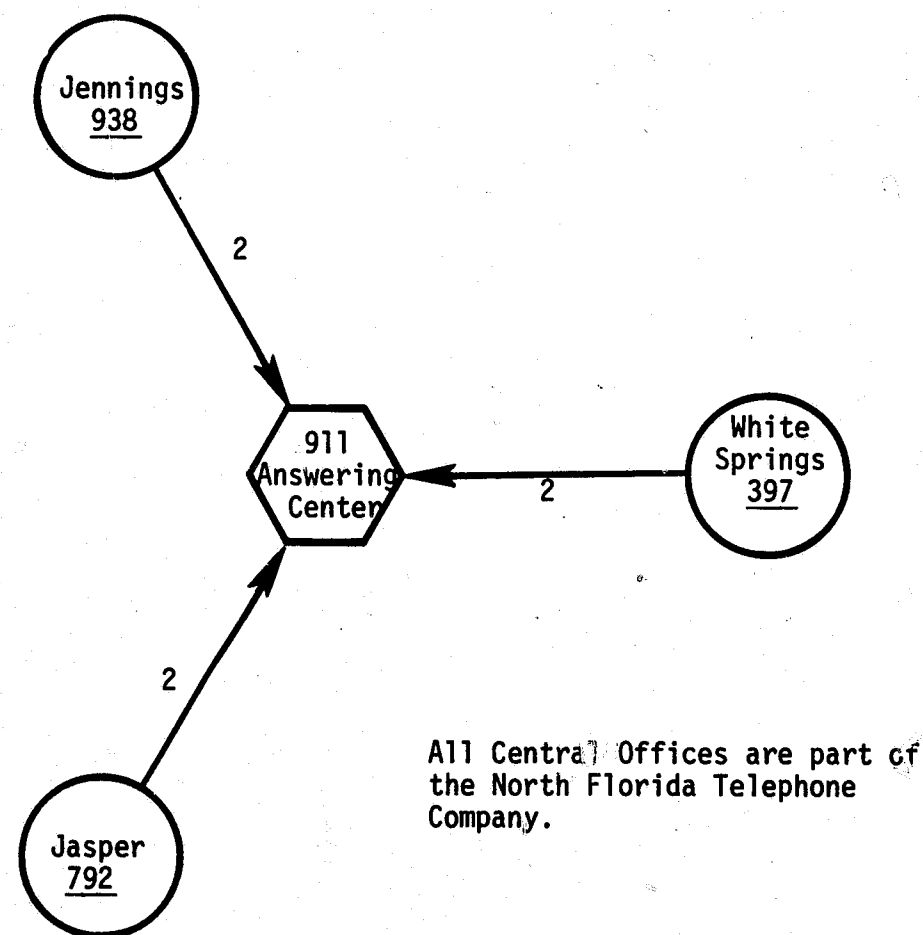 Jennings
938
2
911
Answering
Center
2
White
Springs
397
2
Jasper
792
All Central Offices are part of
the North Florida Telephone
Company.